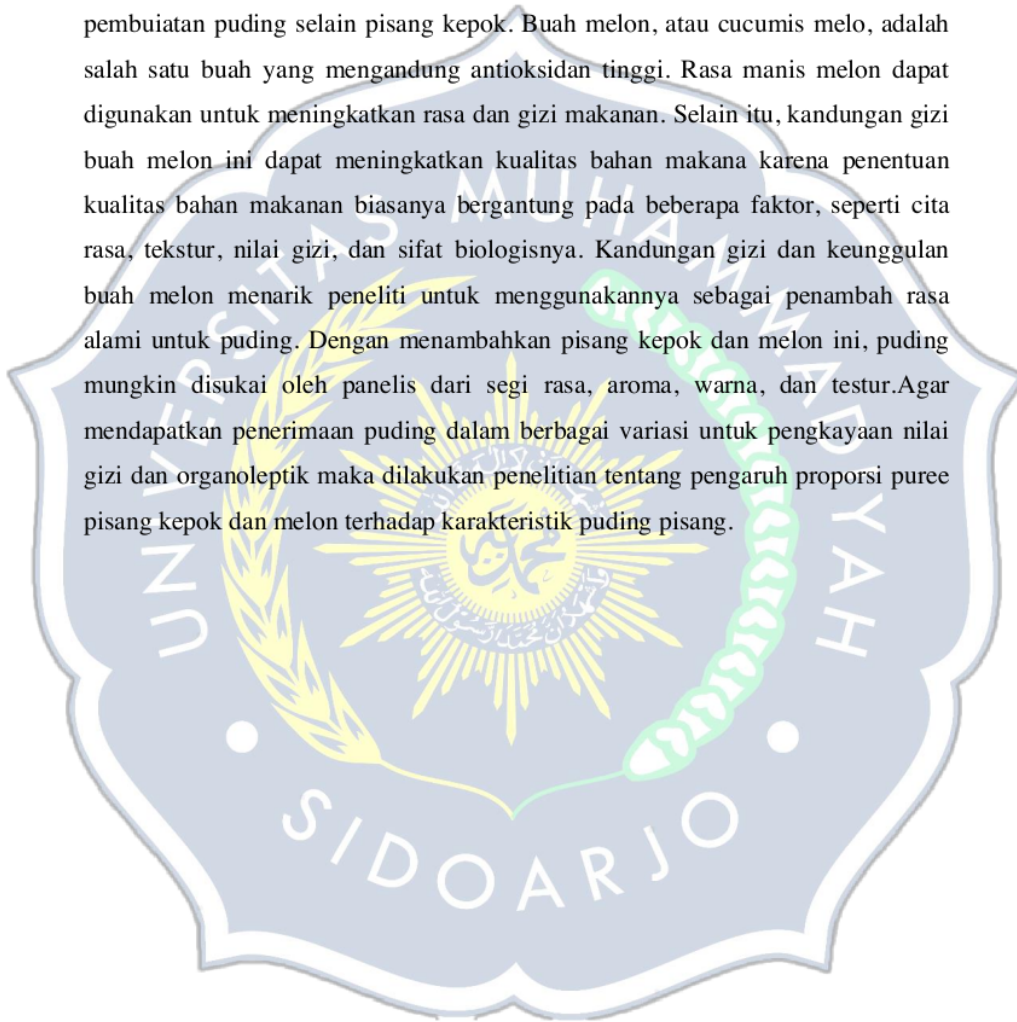 pembuiatan puding selain pisang kepok. Buah melon, atau cucumis melo, adalah
salah satu buah yang mengandung antioksidan tinggi. Rasa manis melon dapat
digunakan untuk meningkatkan rasa dan gizi makanan. Selain itu, kandungan gizi
buah melon ini dapat meningkatkan kualitas bahan makana karena penentuan
kualitas bahan makanan biasanya bergantung pada beberapa faktor, seperti cita
rasa, tekstur, nilai gizi, dan sifat biologisnya. Kandungan gizi dan keunggulan
buah melon menarik peneliti untuk menggunakannya sebagai penambah rasa
alami untuk puding. Dengan menambahkan pisang kepok dan melon ini, puding
mungkin disukai oleh panelis dari segi rasa, aroma, warna, dan testur.Agar
mendapatkan penerimaan puding dalam berbagai variasi untuk pengkayaan nilai
gizi dan organoleptik maka dilakukan penelitian tentang pengaruh proporsi puree
pisang kepok dan melon terhadap karakteristik puding pisang.
UNIVERSITAS MUHAMMADIYAH
SIDOARJO